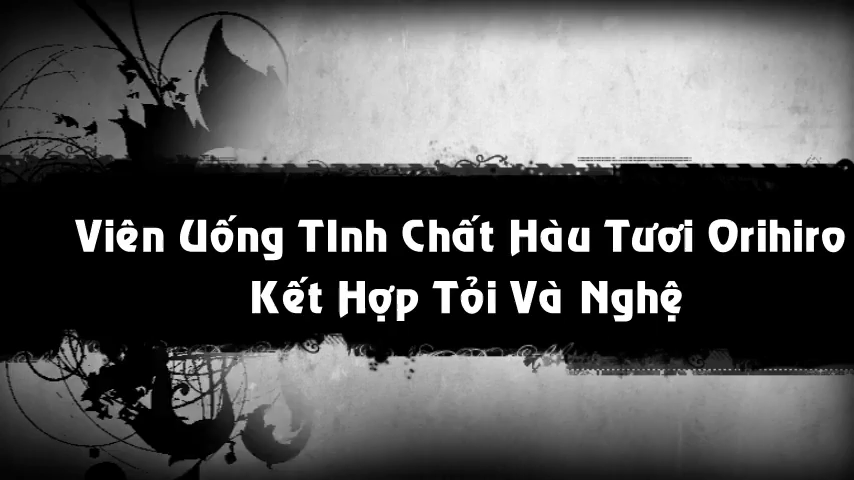 Viên Uống TInh Chất Hàu Tươi Orihiro
Kết Hợp Tỏi Và Nghệ